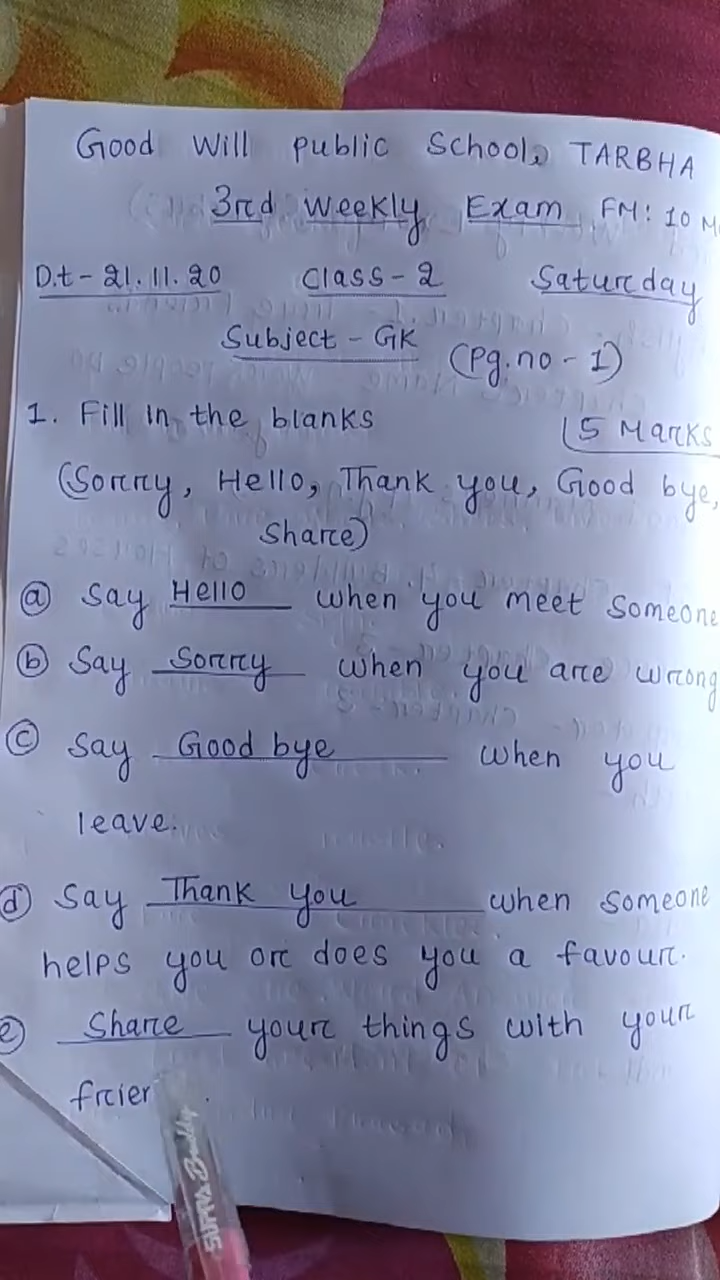 Good Will public School, TARBHA
3rd Weekly Exam FM: 10 M
D.t - 21.11.20 Class - 2 Saturday
Subject - GK (Pg.no - 1)
1. Fill in the blanks 5 Marks
(Sorry, Hello, Thank you, Good bye,
Share)
(a) Say Hello when you meet Someone
(b) Say Sorry when you are wrong
(c) Say Good bye when you
leave.
(d) Say Thank you when someone
helps you or does you a favour.
(e) Share your things with your
frier
SUPRA Buddy